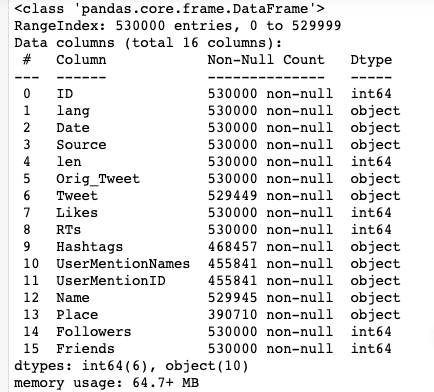 <class 'pandas.core.frame.DataFrame'>
RangeIndex: 530000 entries, 0 to 529999
Data columns (total 16 columns):
 #   Column           Non-Null Count   Dtype
---  ------           --------------   -----
 0   ID               530000 non-null  int64
 1   lang             530000 non-null  object
 2   Date             530000 non-null  object
 3   Source           530000 non-null  object
 4   len              530000 non-null  int64
 5   Orig_Tweet       530000 non-null  object
 6   Tweet            529449 non-null  object
 7   Likes            530000 non-null  int64
 8   RTs              530000 non-null  int64
 9   Hashtags         468457 non-null  object
 10  UserMentionNames 455841 non-null  object
 11  UserMentionID    455841 non-null  object
 12  Name             529945 non-null  object
 13  Place            390710 non-null  object
 14  Followers        530000 non-null  int64
 15  Friends          530000 non-null  int64
dtypes: int64(6), object(10)
memory usage: 64.7+ MB